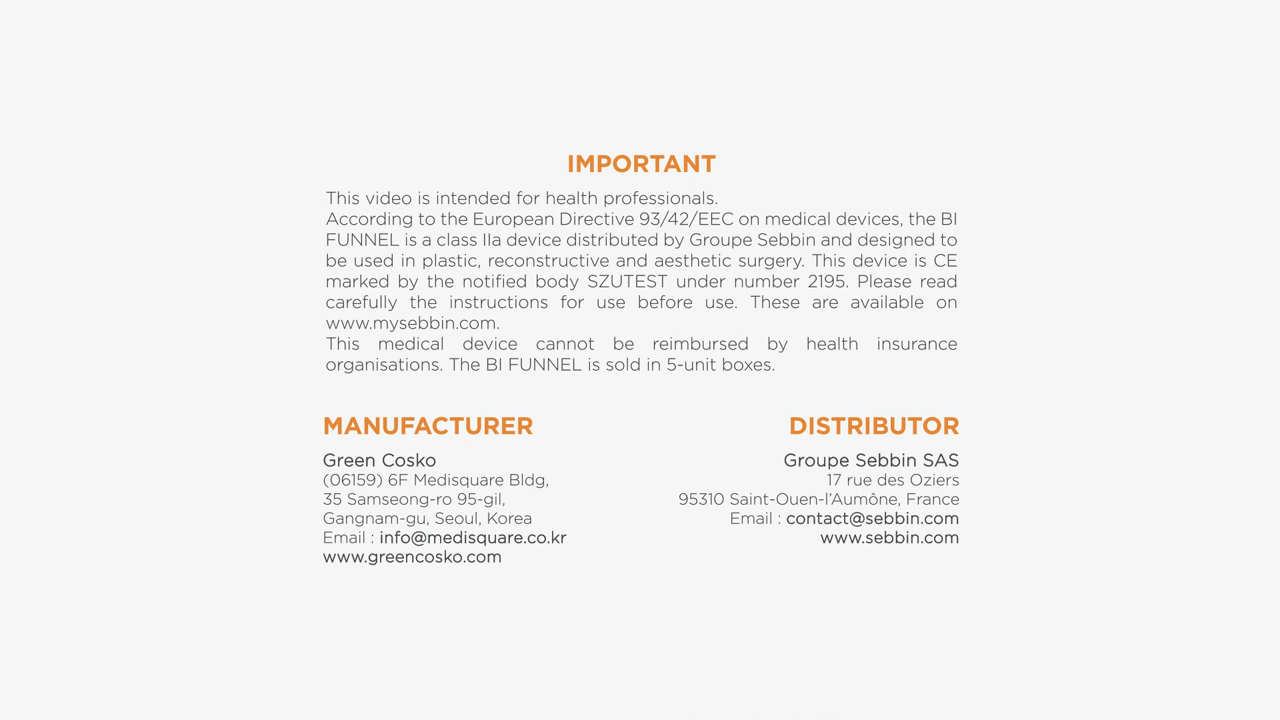 IMPORTANT
This video is intended for health professionals.
According to the European Directive 93/42/EEC on medical devices, the BI
FUNNEL is a class IIa device distributed by Groupe Sebbin and designed to
be used in plastic, reconstructive and aesthetic surgery. This device is CE
marked by the notified body SZUTEST under number 2195. Please read
carefully the instructions for use before use. These are available on
www.mysebbin.com.
This medical device cannot be reimbursed by health insurance
organisations. The BI FUNNEL is sold in 5-unit boxes.
MANUFACTURER
Green Cosko
(06159) 6F Medisquare Bldg,
35 Samseong-ro 95-gil,
Gangnam-gu, Seoul, Korea
Email : info@medisquare.co.kr
www.greencosko.com
DISTRIBUTOR
Groupe Sebbin SAS
17 rue des Oziers
95310 Saint-Ouen-l'Aumône, France
Email : contact@sebbin.com
www.sebbin.com